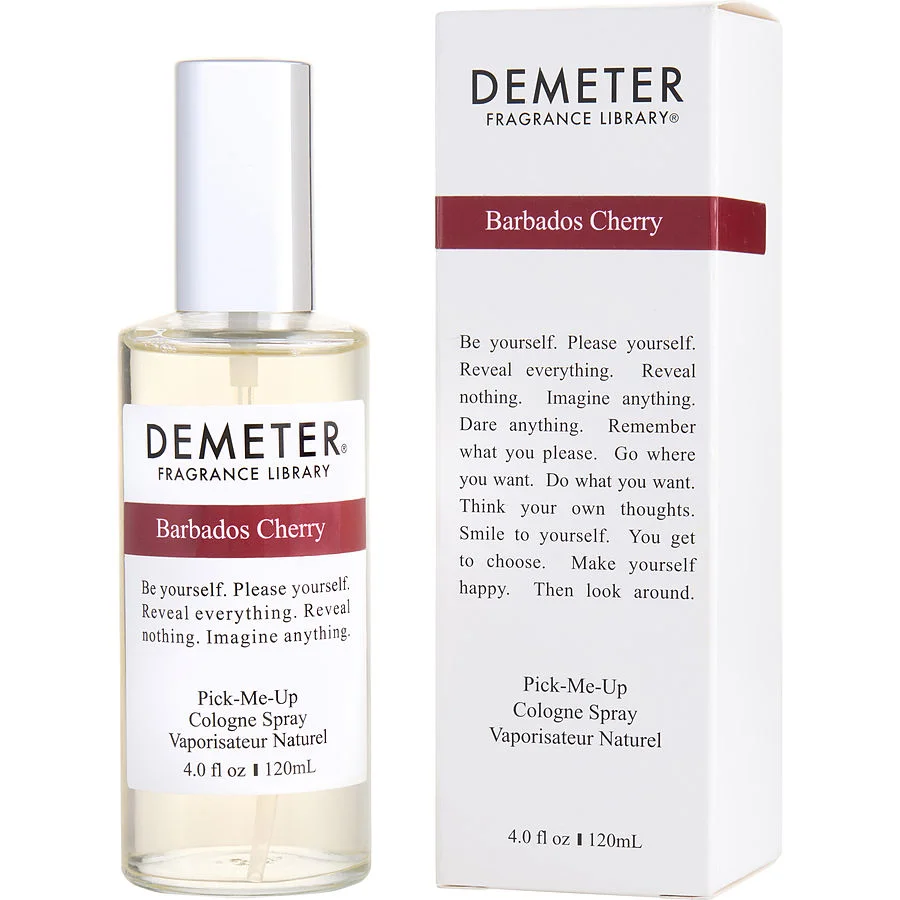 DEMETER®
FRAGRANCE LIBRARY
Barbados Cherry
Be yourself. Please yourself.
Reveal everything. Reveal
nothing. Imagine anything.
Pick-Me-Up
Cologne Spray
Vaporisateur Naturel
4.0 fl oz ▮ 120mL
DEMETER
FRAGRANCE LIBRARY®
Barbados Cherry
Be yourself. Please yourself.
Reveal everything. Reveal
nothing. Imagine anything.
Dare anything. Remember
what you please. Go where
you want. Do what you want.
Think your own thoughts.
Smile to yourself. You get
to choose. Make yourself
happy. Then look around.
Pick-Me-Up
Cologne Spray
Vaporisateur Naturel
4.0 fl oz ▮ 120mL